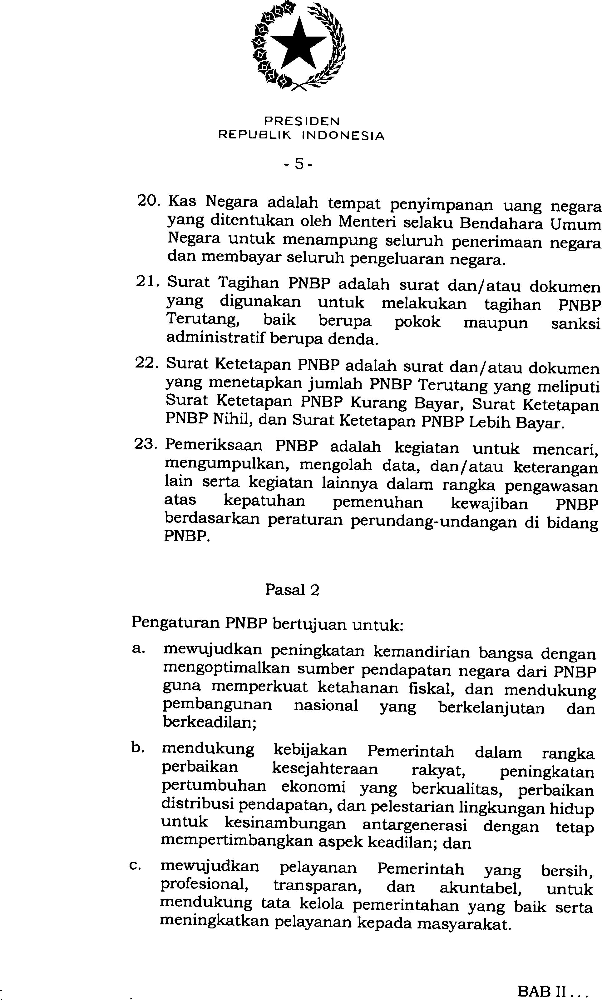 PRESIDEN
REPUBLIK INDONESIA
- 5 -
20. Kas Negara adalah tempat penyimpanan uang negara
yang ditentukan oleh Menteri selaku Bendahara Umum
Negara untuk menampung seluruh penerimaan negara
dan membayar seluruh pengeluaran negara.
21. Surat Tagihan PNBP adalah surat dan/atau dokumen
yang digunakan untuk melakukan tagihan PNBP
Terutang, baik berupa pokok maupun sanksi
administratif berupa denda.
22. Surat Ketetapan PNBP adalah surat dan/atau dokumen
yang menetapkan jumlah PNBP Terutang yang meliputi
Surat Ketetapan PNBP Kurang Bayar, Surat Ketetapan
PNBP Nihil, dan Surat Ketetapan PNBP Lebih Bayar.
23. Pemeriksaan PNBP adalah kegiatan untuk mencari,
mengumpulkan, mengolah data, dan/atau keterangan
lain serta kegiatan lainnya dalam rangka pengawasan
atas kepatuhan pemenuhan kewajiban PNBP
berdasarkan peraturan perundang-undangan di bidang
PNBP.
Pasal 2
Pengaturan PNBP bertujuan untuk:
a. mewujudkan peningkatan kemandirian bangsa dengan
mengoptimalkan sumber pendapatan negara dari PNBP
guna memperkuat ketahanan fiskal, dan mendukung
pembangunan nasional yang berkelanjutan dan
berkeadilan;
b. mendukung kebijakan Pemerintah dalam rangka
perbaikan kesejahteraan rakyat, peningkatan
pertumbuhan ekonomi yang berkualitas, perbaikan
distribusi pendapatan, dan pelestarian lingkungan hidup
untuk kesinambungan antargenerasi dengan tetap
mempertimbangkan aspek keadilan; dan
c. mewujudkan pelayanan Pemerintah yang bersih,
profesional, transparan, dan akuntabel, untuk
mendukung tata kelola pemerintahan yang baik serta
meningkatkan pelayanan kepada masyarakat.
BAB II . . .